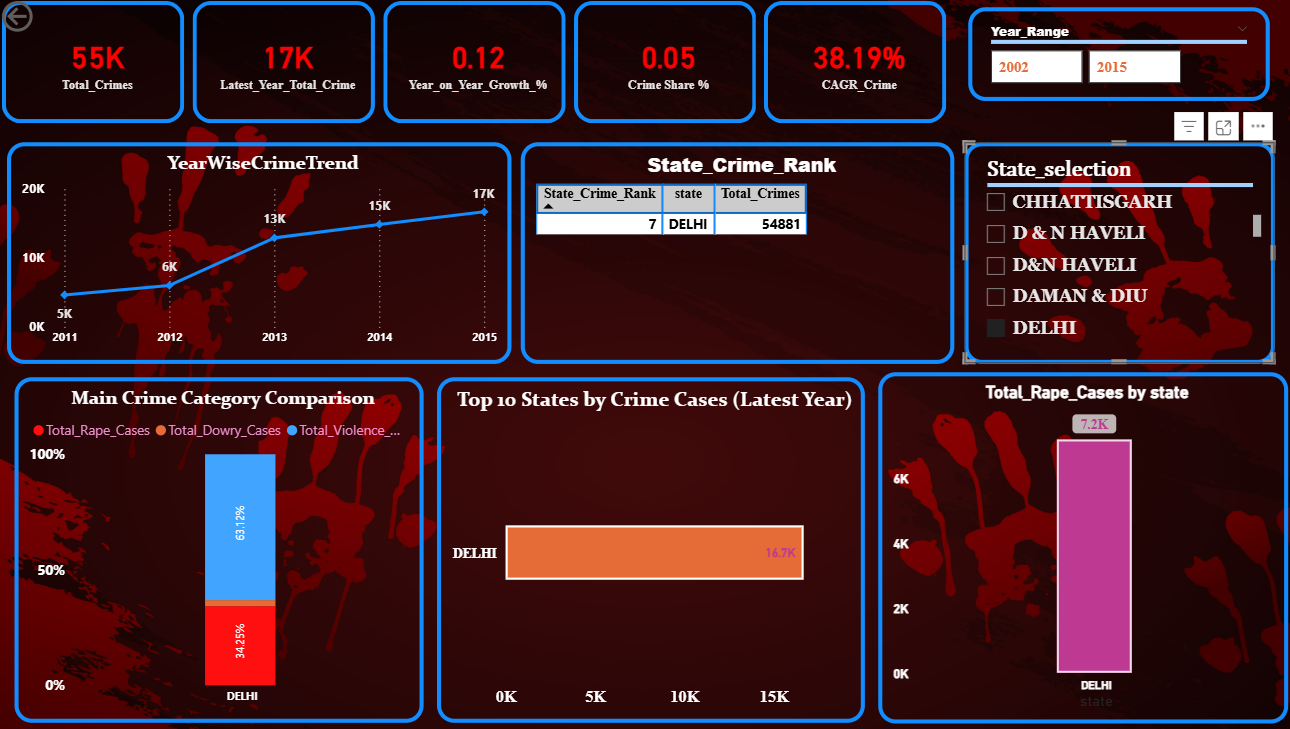 55K
Total_Crimes
17K
Latest_Year_Total_Crime
0.12
Year_on_Year_Growth_%
0.05
Crime Share %
38.19%
CAGR_Crime
Year_Range
2002 2015
YearWiseCrimeTrend
20K
10K
0K
5K
6K
13K
15K
17K
2011 2012 2013 2014 2015
State_Crime_Rank
State_Crime_Rank state Total_Crimes
7 DELHI 54881
State_selection
CHHATTISGARH
D & N HAVELI
D&N HAVELI
DAMAN & DIU
DELHI
Main Crime Category Comparison
Total_Rape_Cases Total_Dowry_Cases Total_Violence_...
100%
50%
0%
63.12%
34.25%
DELHI
Top 10 States by Crime Cases (Latest Year)
DELHI
16.7K
0K 5K 10K 15K
Total_Rape_Cases by state
7.2K
6K
4K
2K
0K
DELHI
state